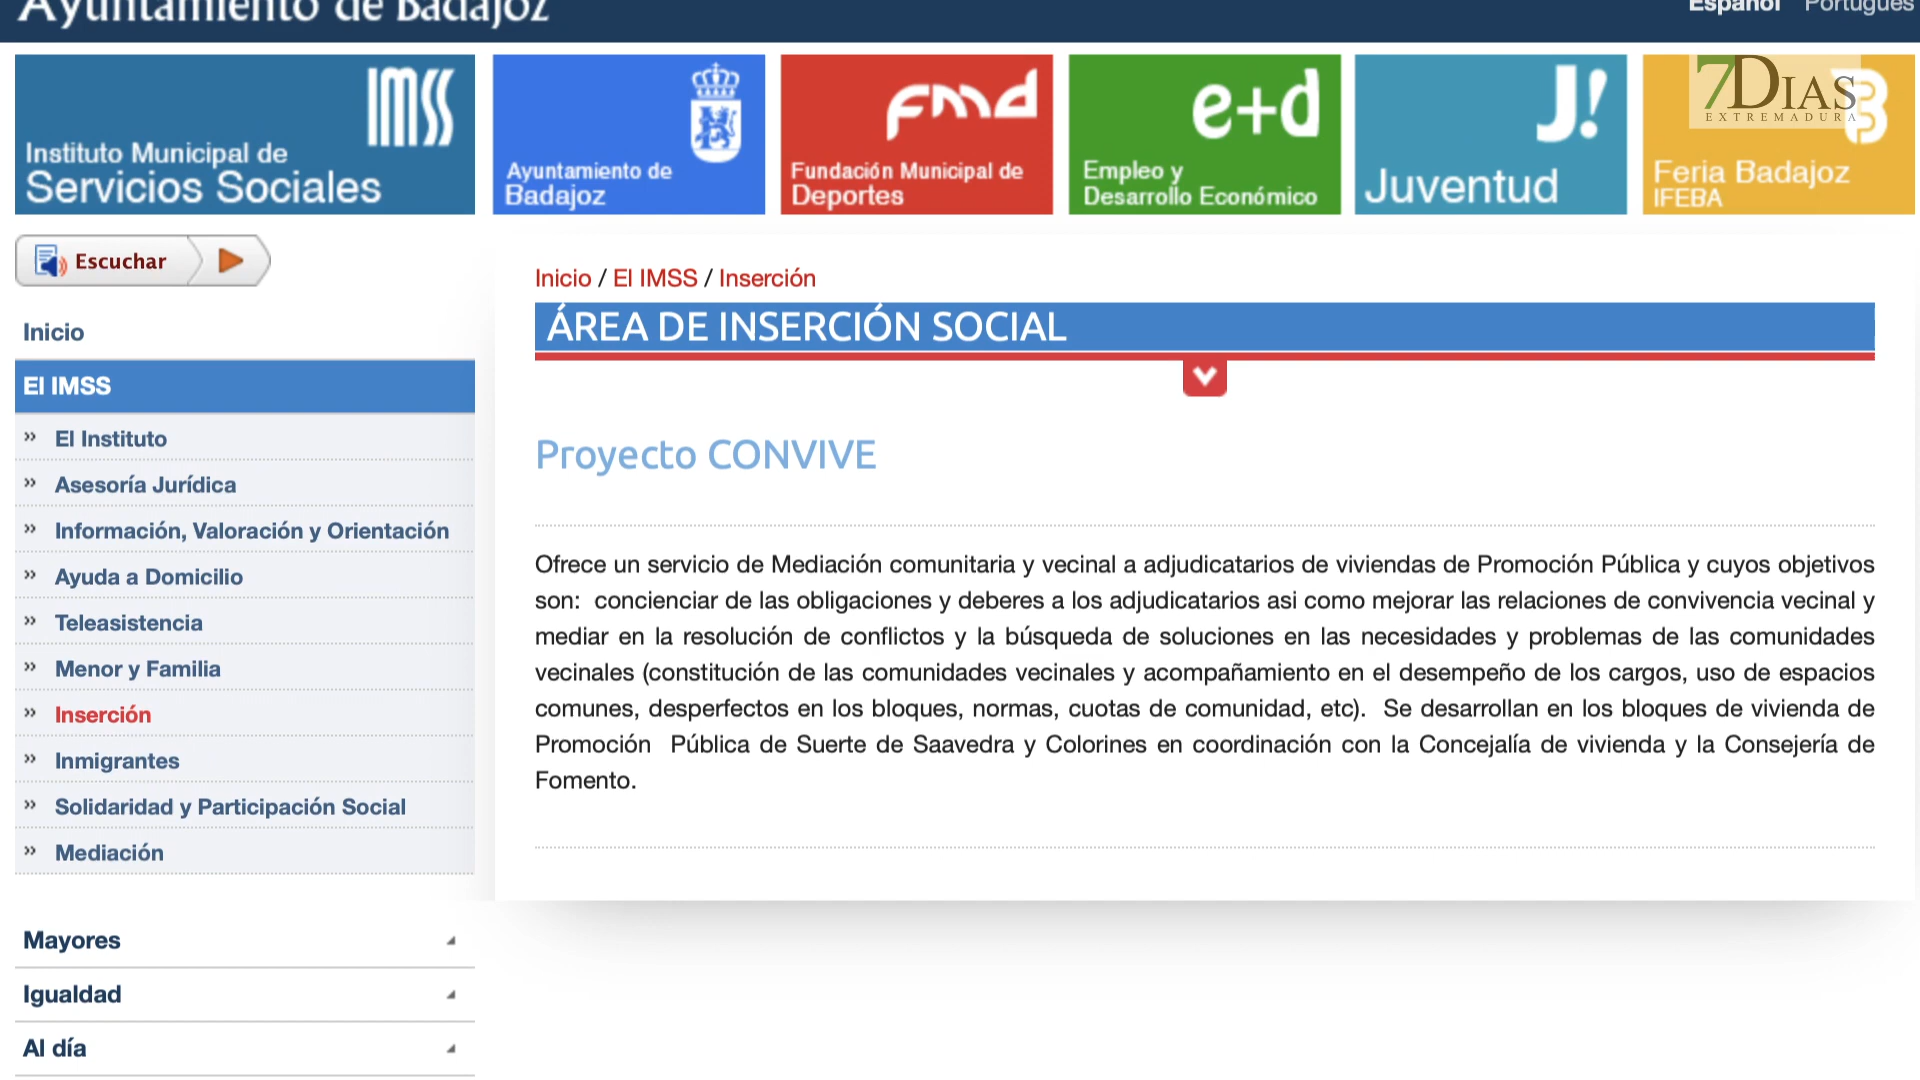 Ayuntamiento de Badajoz
Español Portugués
IMSS
Instituto Municipal de
Servicios Sociales
Ayuntamiento de
Badajoz
fmd
Fundación Municipal de
Deportes
e+d
Empleo y
Desarrollo Económico
J!
Juventud
7DIAS
EXTREMADURA
Feria Badajoz
IFEBA
Escuchar
Inicio
El IMSS
» El Instituto
» Asesoría Jurídica
» Información, Valoración y Orientación
» Ayuda a Domicilio
» Teleasistencia
» Menor y Familia
» Inserción
» Inmigrantes
» Solidaridad y Participación Social
» Mediación
Mayores
Igualdad
Al día
Inicio / El IMSS / Inserción
ÁREA DE INSERCIÓN SOCIAL
Proyecto CONVIVE
Ofrece un servicio de Mediación comunitaria y vecinal a adjudicatarios de viviendas de Promoción Pública y cuyos objetivos
son:  concienciar de las obligaciones y deberes a los adjudicatarios asi como mejorar las relaciones de convivencia vecinal y
mediar en la resolución de conflictos y la búsqueda de soluciones en las necesidades y problemas de las comunidades
vecinales (constitución de las comunidades vecinales y acompañamiento en el desempeño de los cargos, uso de espacios
comunes, desperfectos en los bloques, normas, cuotas de comunidad, etc).  Se desarrollan en los bloques de vivienda de
Promoción  Pública de Suerte de Saavedra y Colorines en coordinación con la Concejalía de vivienda y la Consejería de
Fomento.